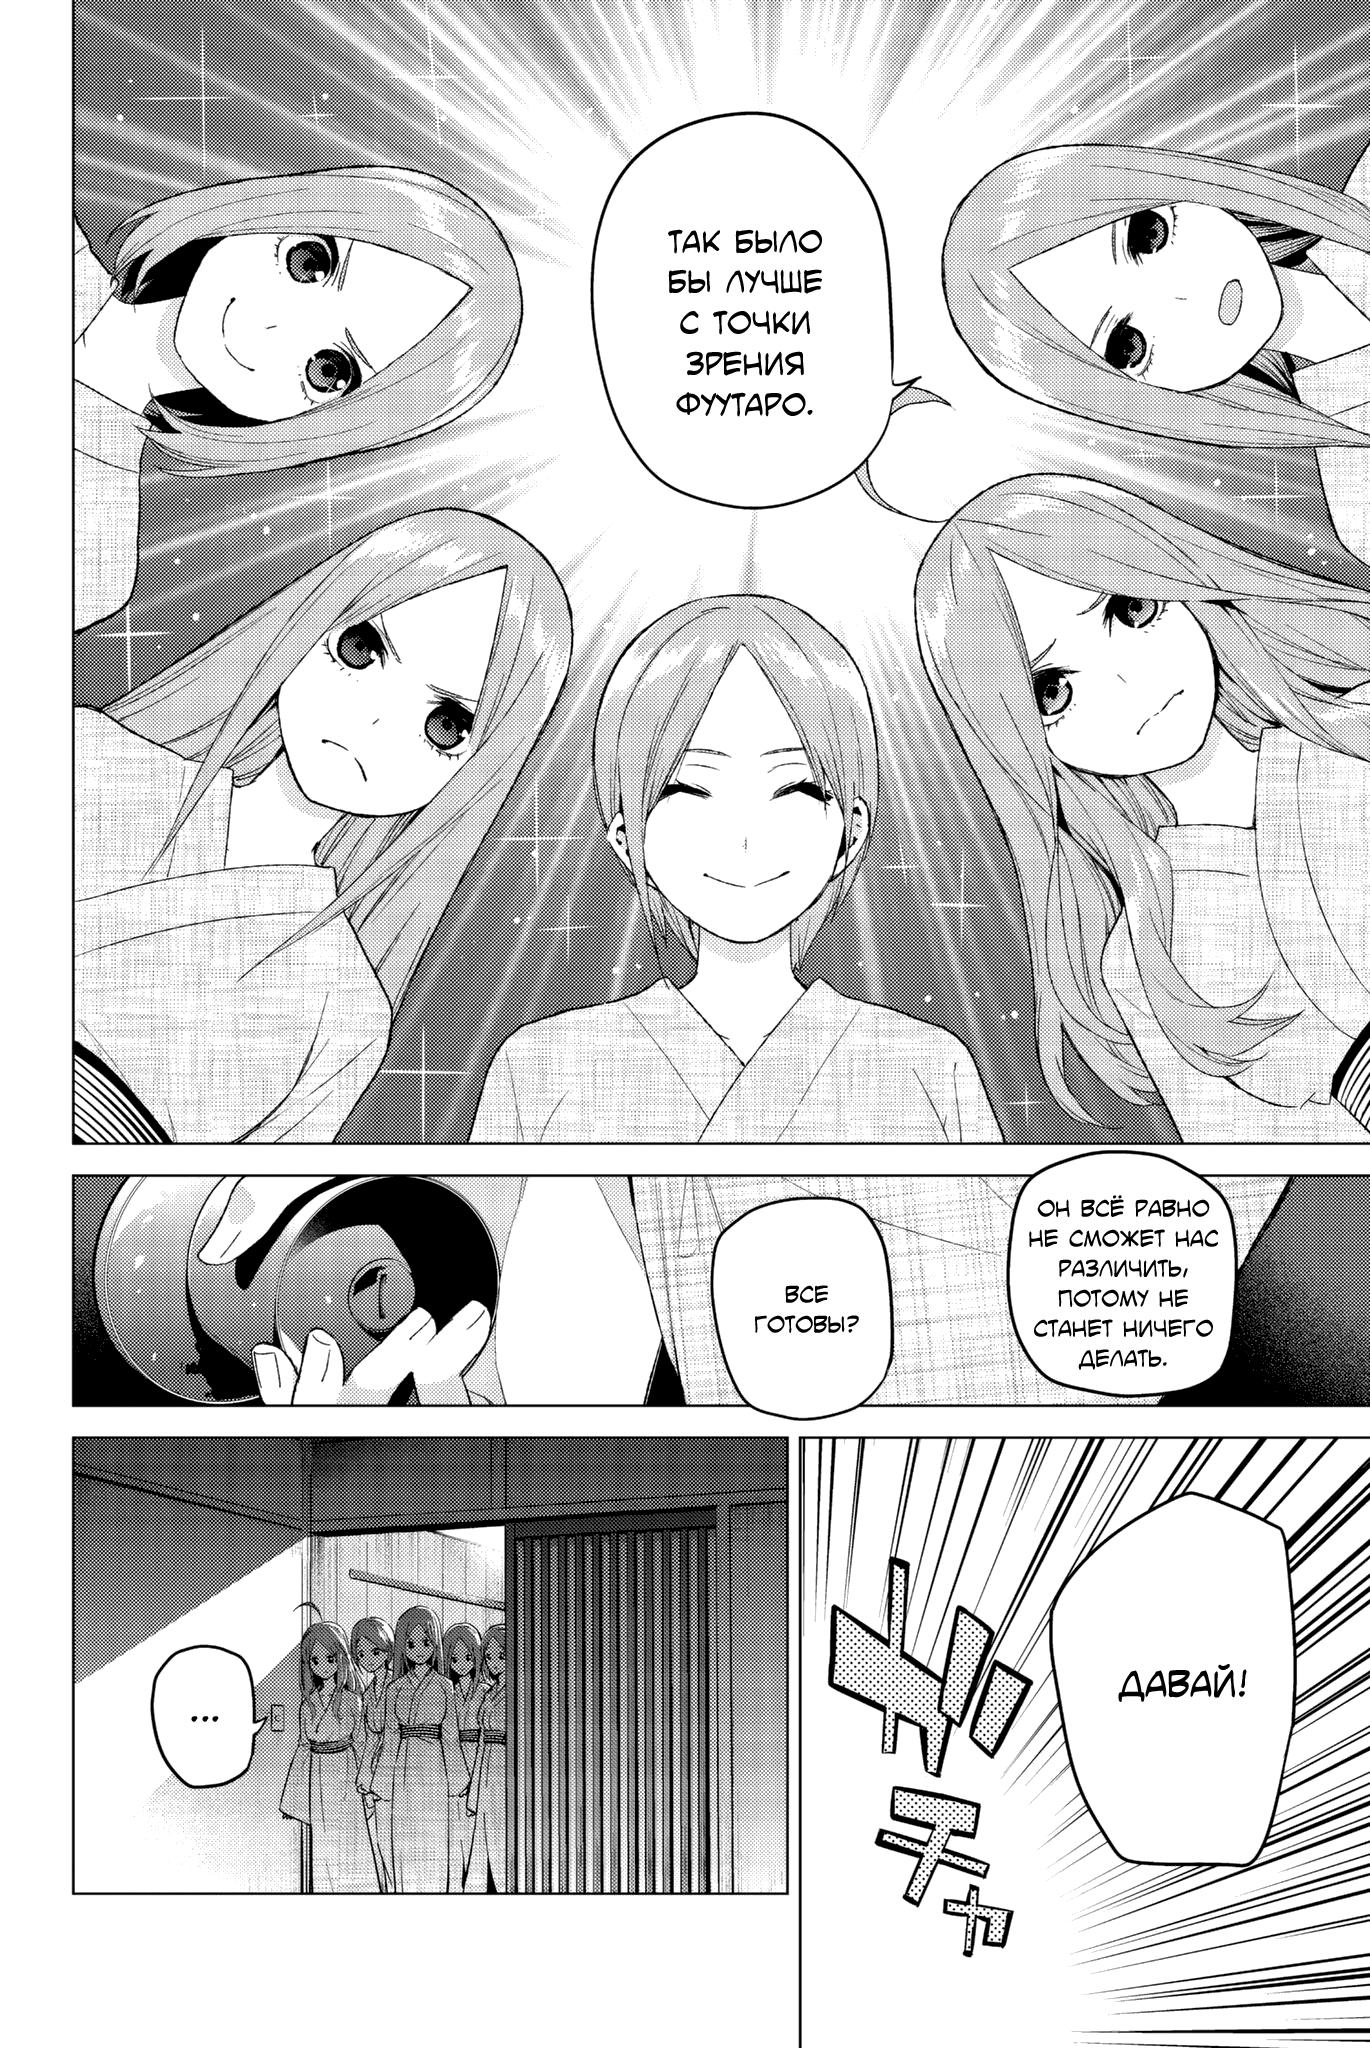 ТАК БЫЛО
БЫ ЛУЧШЕ
С ТОЧКИ
ЗРЕНИЯ
ФУУТАРО.
ОН ВСЁ РАВНО
НЕ СМОЖЕТ НАС
РАЗЛИЧИТЬ,
ПОТОМУ НЕ
СТАНЕТ НИЧЕГО
ДЕЛАТЬ.
ВСЕ
ГОТОВЫ?
ДАВАЙ!
ガチャ
...